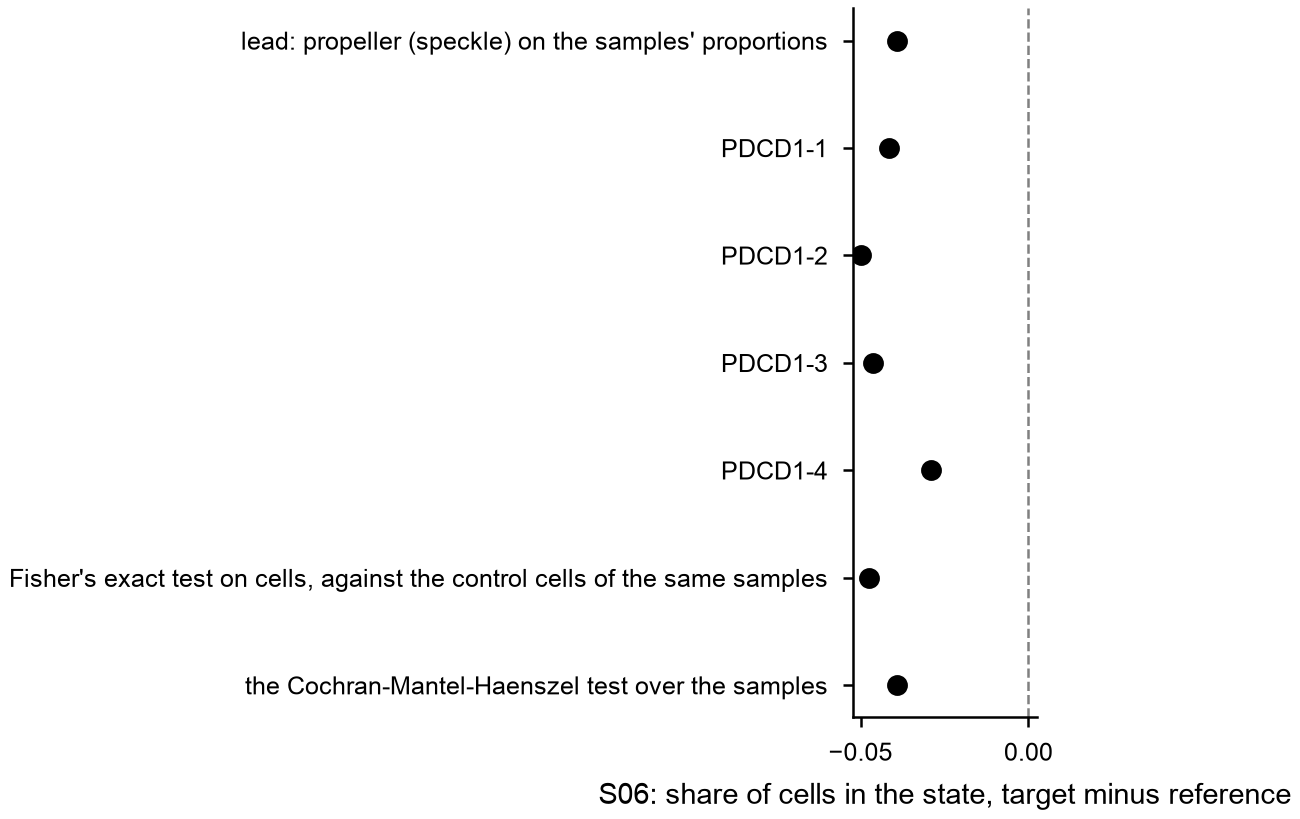 lead: propeller (speckle) on the samples' proportions
PDCD1-1
PDCD1-2
PDCD1-3
PDCD1-4
Fisher's exact test on cells, against the control cells of the same samples
the Cochran-Mantel-Haenszel test over the samples
−0.05 0.00
S06: share of cells in the state, target minus reference